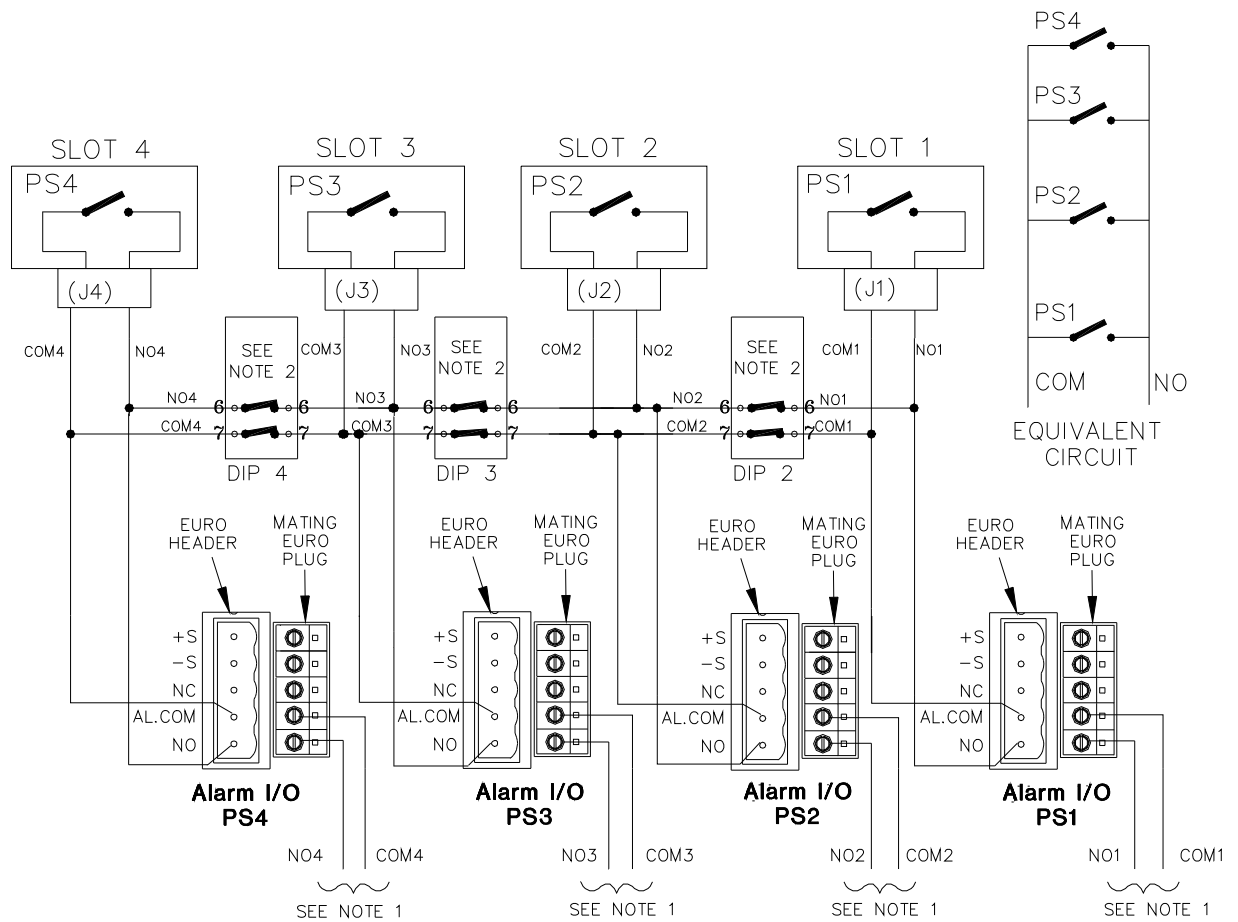 PS4
PS3
PS2
PS1
COM
NO
EQUIVALENT
CIRCUIT
SLOT 4
SLOT 3
SLOT 2
SLOT 1
PS4
PS3
PS2
PS1
(J4)
(J3)
(J2)
(J1)
COM4
NO4
SEE
NOTE 2
COM3
NO3
SEE
NOTE 2
COM2
NO2
SEE
NOTE 2
COM1
NO1
NO4
6
6
NO3
6
6
NO2
6
6
NO1
COM4
7
7
COM3
7
7
COM2
7
7
COM1
DIP 4
DIP 3
DIP 2
EURO
HEADER
MATING
EURO
PLUG
EURO
HEADER
MATING
EURO
PLUG
EURO
HEADER
MATING
EURO
PLUG
EURO
HEADER
MATING
EURO
PLUG
+S
-S
NC
AL.COM
NO
+S
-S
NC
AL.COM
NO
+S
-S
NC
AL.COM
NO
+S
-S
NC
AL.COM
NO
Alarm I/O
PS4
Alarm I/O
PS3
Alarm I/O
PS2
Alarm I/O
PS1
NO4
COM4
NO3
COM3
NO2
COM2
NO1
COM1
SEE NOTE 1
SEE NOTE 1
SEE NOTE 1
SEE NOTE 1